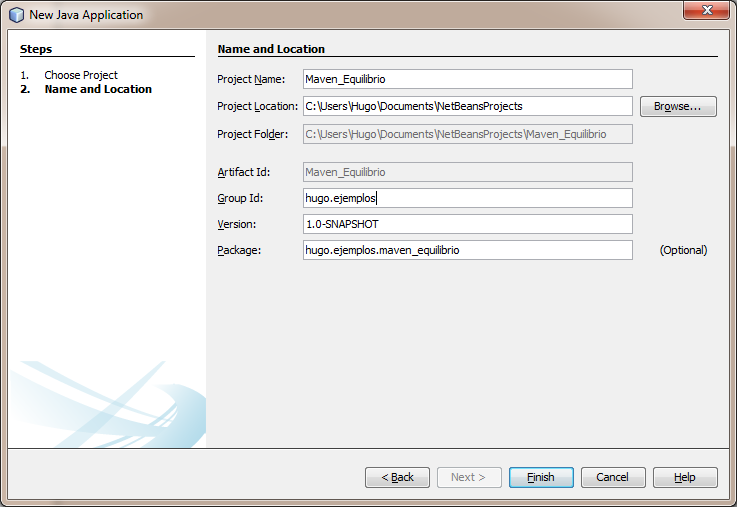 New Java Application
Steps
1. Choose Project
2. Name and Location
Name and Location
Project Name: Maven_Equilibrio
Project Location: C:\Users\Hugo\Documents\NetBeansProjects Browse...
Project Folder: C:\Users\Hugo\Documents\NetBeansProjects\Maven_Equilibrio
Artifact Id: Maven_Equilibrio
Group Id: hugo.ejemplos
Version: 1.0-SNAPSHOT
Package: hugo.ejemplos.maven_equilibrio (Optional)
< Back Next > Finish Cancel Help